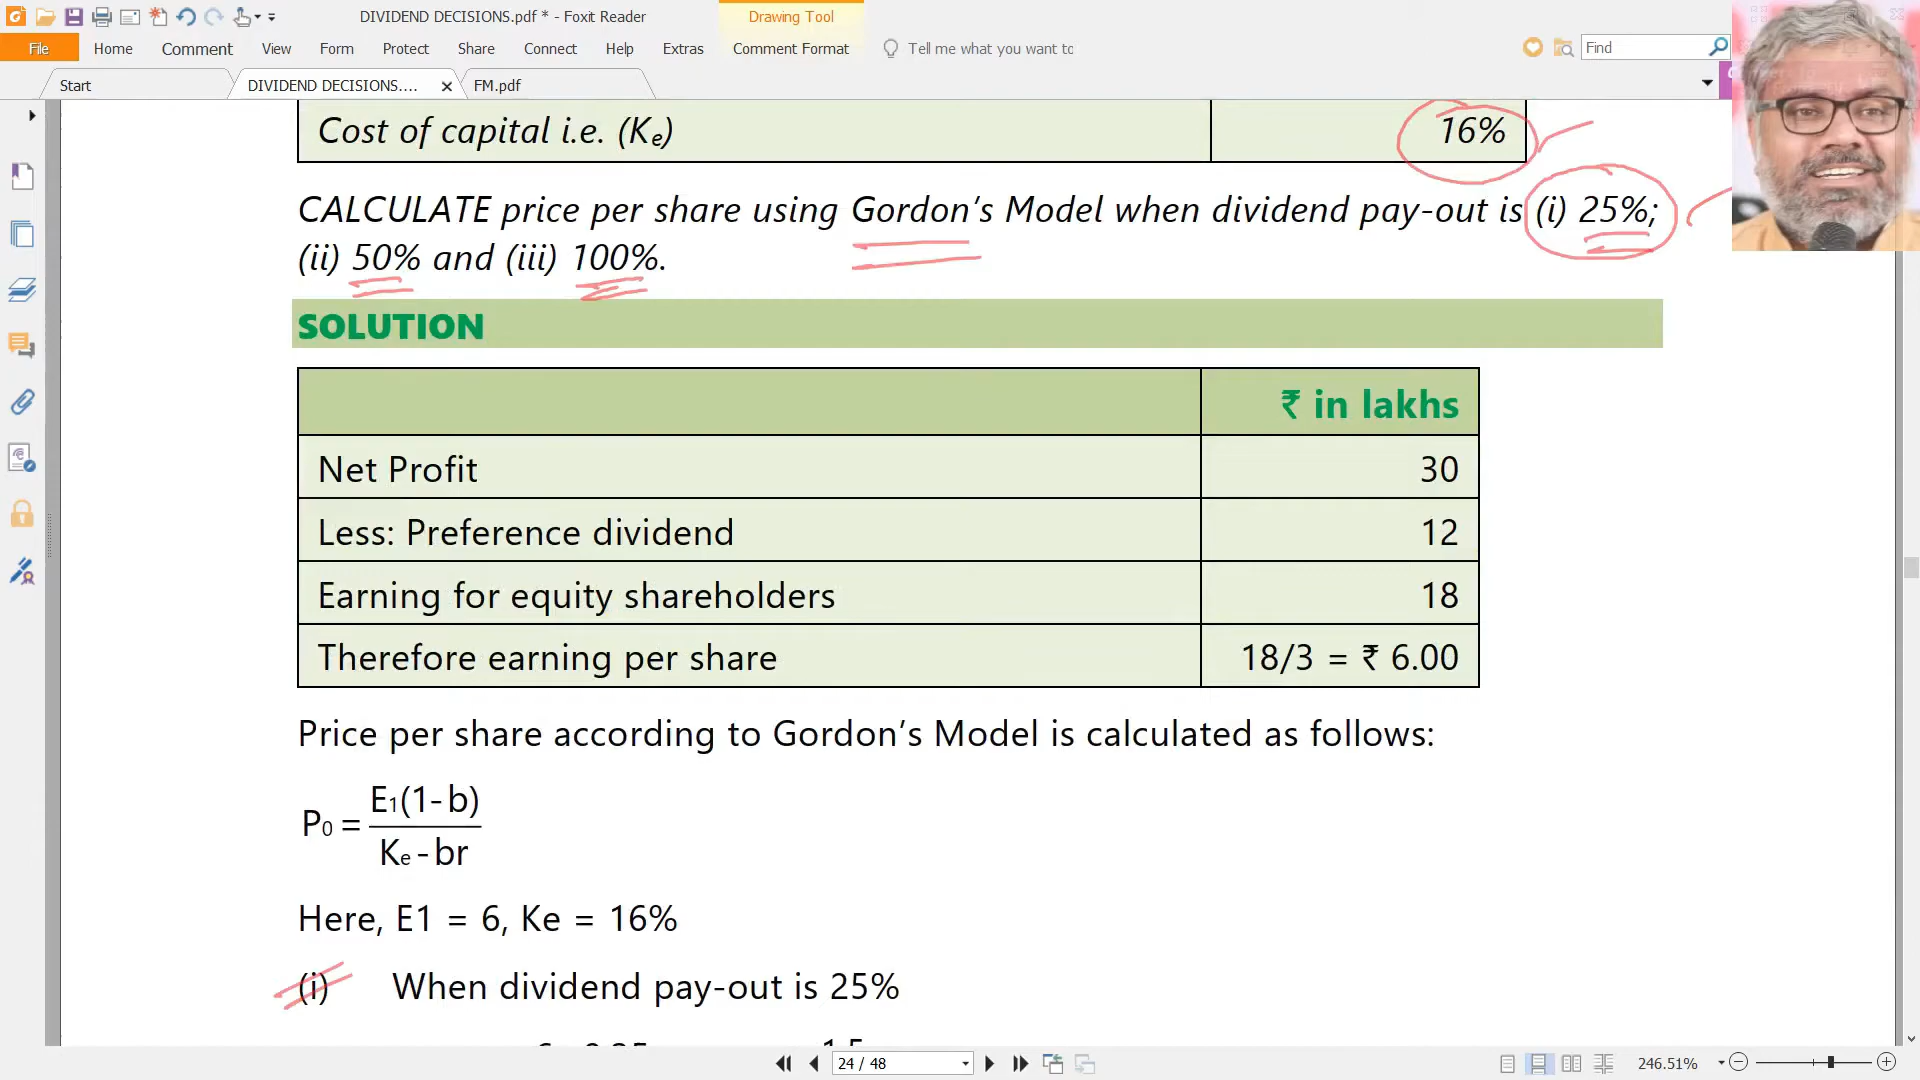 DIVIDEND DECISIONS.pdf * - Foxit Reader
Drawing Tool
File Home Comment View Form Protect Share Connect Help Extras Comment Format Tell me what you want to Find
Start DIVIDEND DECISIONS.... FM.pdf
Cost of capital i.e. (Ke) 16%
CALCULATE price per share using Gordon's Model when dividend pay-out is (i) 25%;
(ii) 50% and (iii) 100%.
SOLUTION
₹ in lakhs
Net Profit 30
Less: Preference dividend 12
Earning for equity shareholders 18
Therefore earning per share 18/3 = ₹ 6.00
Price per share according to Gordon's Model is calculated as follows:
P0 = E1(1-b)
Ke-br
Here, E1 = 6, Ke = 16%
(i) When dividend pay-out is 25%
24 / 48 246.51%